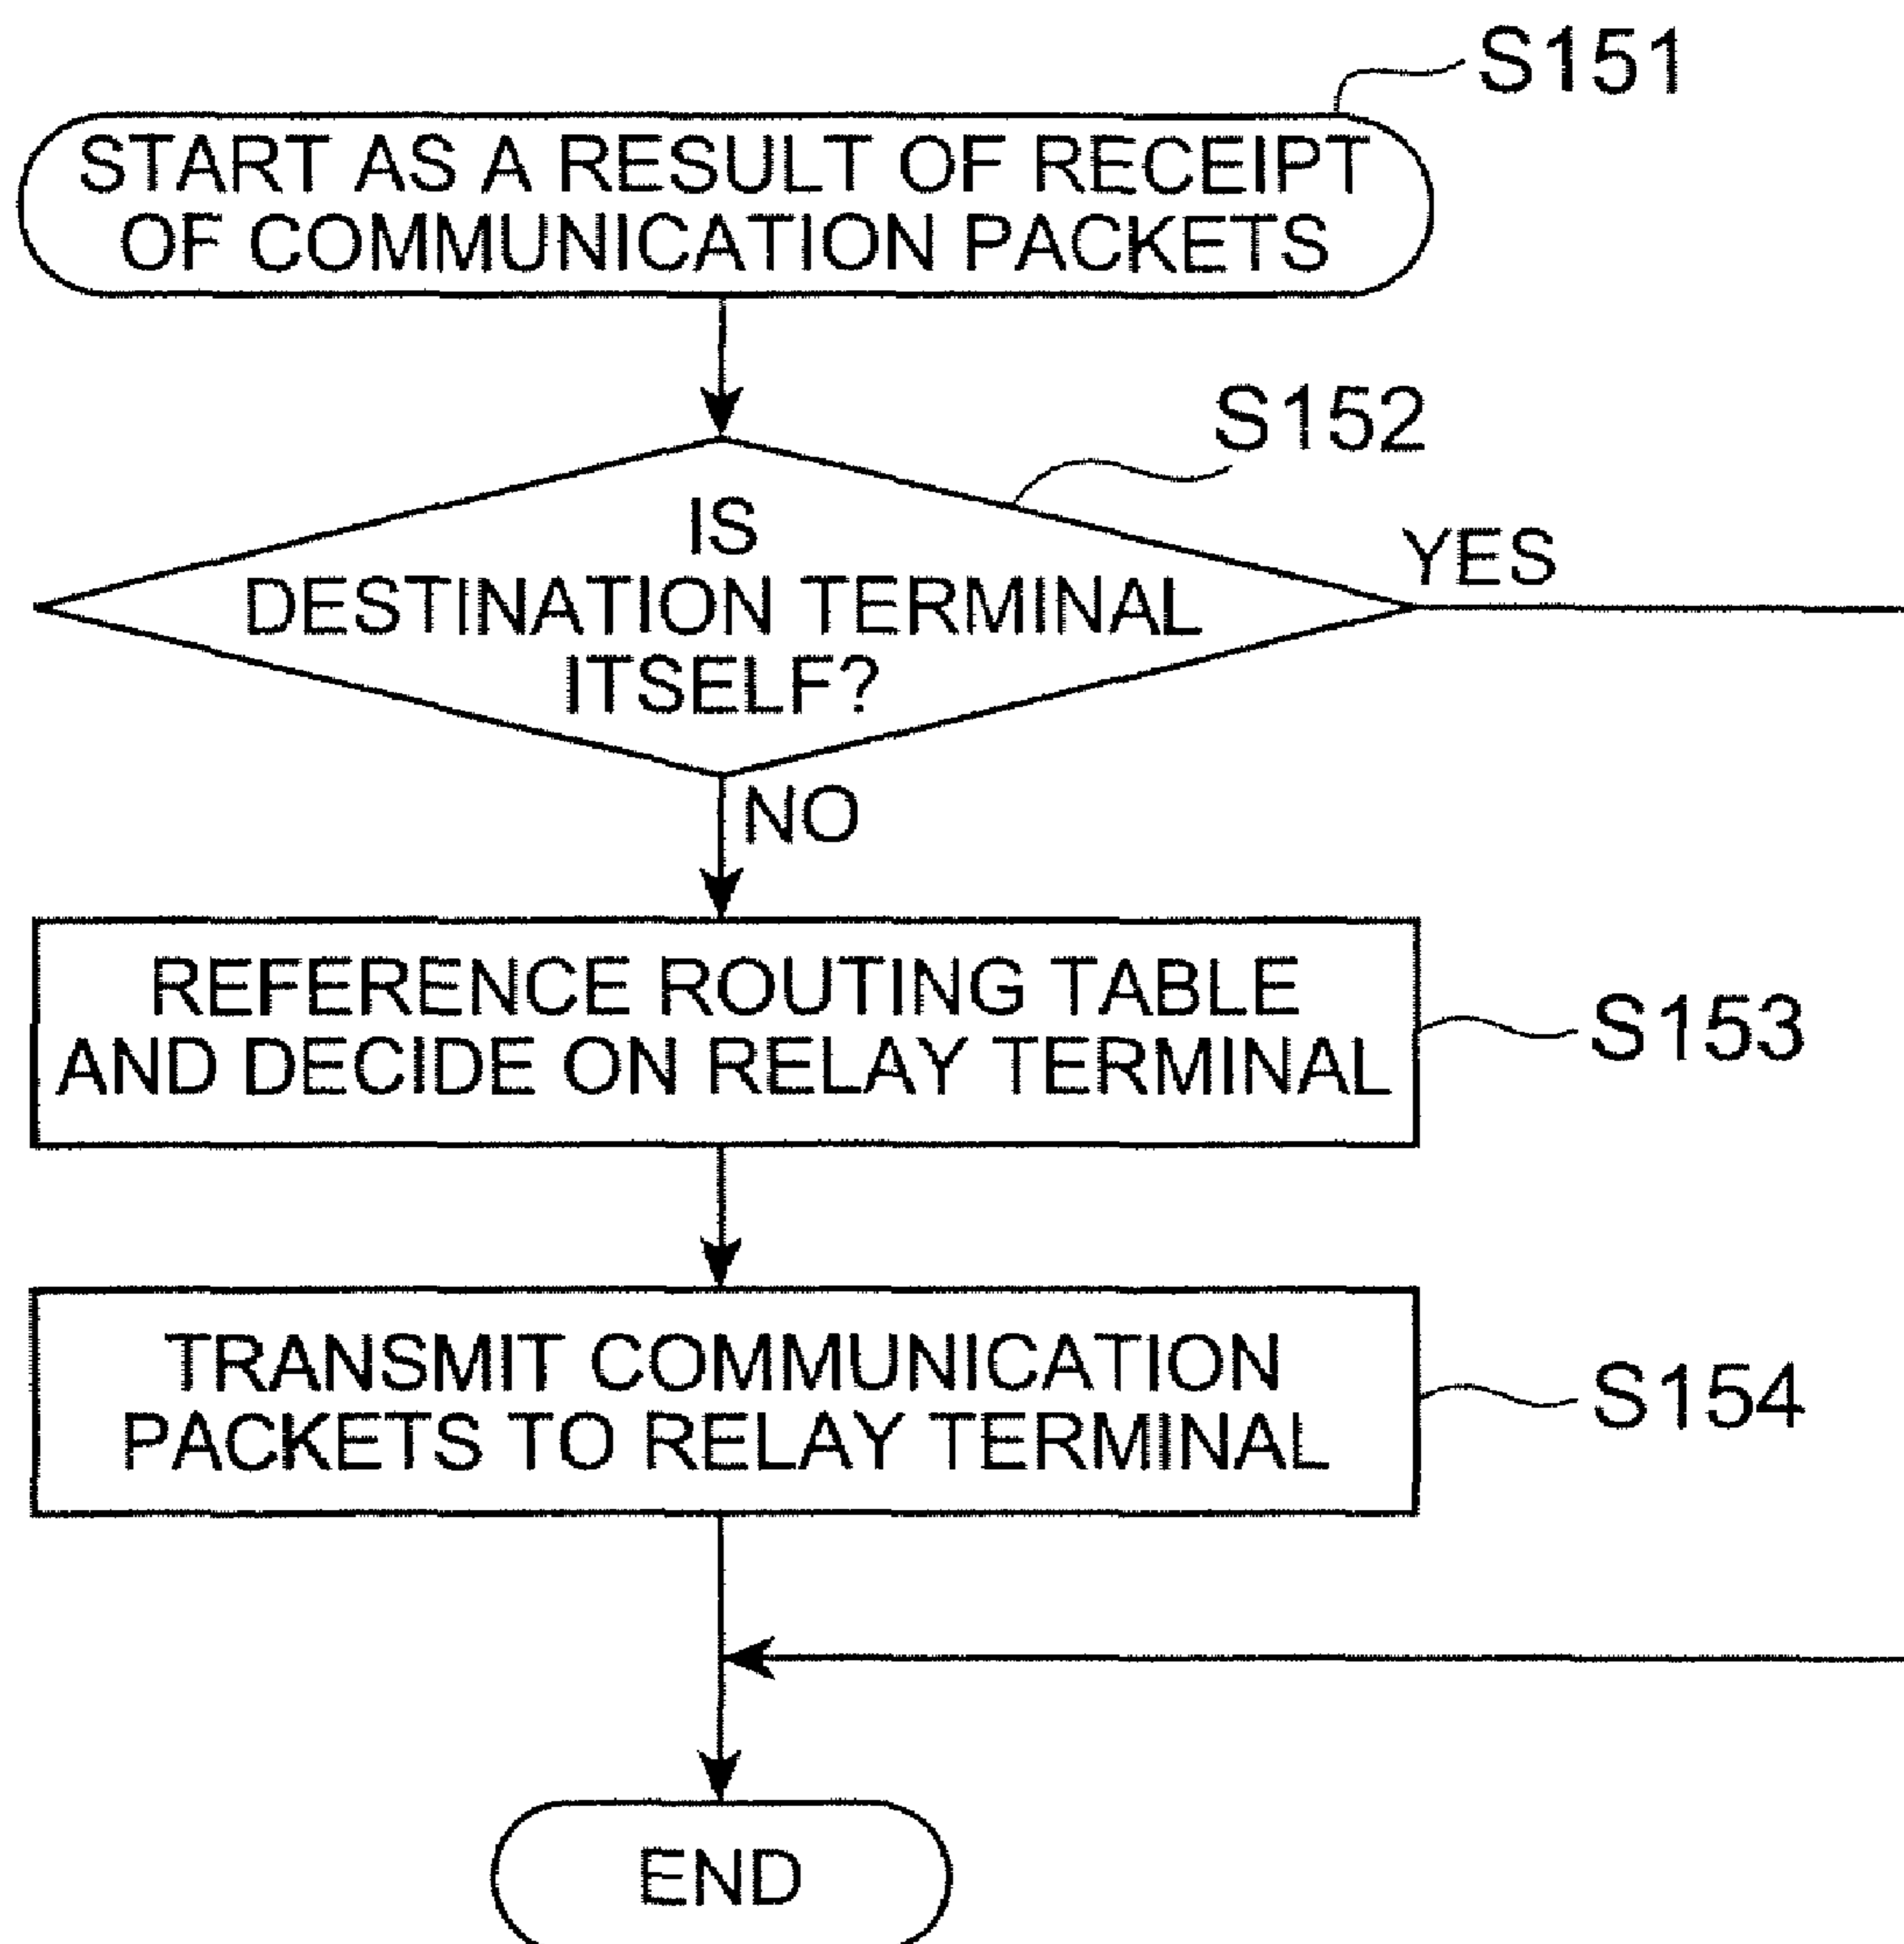 S151
START AS A RESULT OF RECEIPT
OF COMMUNICATION PACKETS
S152
IS
DESTINATION TERMINAL
ITSELF?
YES
NO
REFERENCE ROUTING TABLE
AND DECIDE ON RELAY TERMINAL
S153
TRANSMIT COMMUNICATION
PACKETS TO RELAY TERMINAL
S154
END